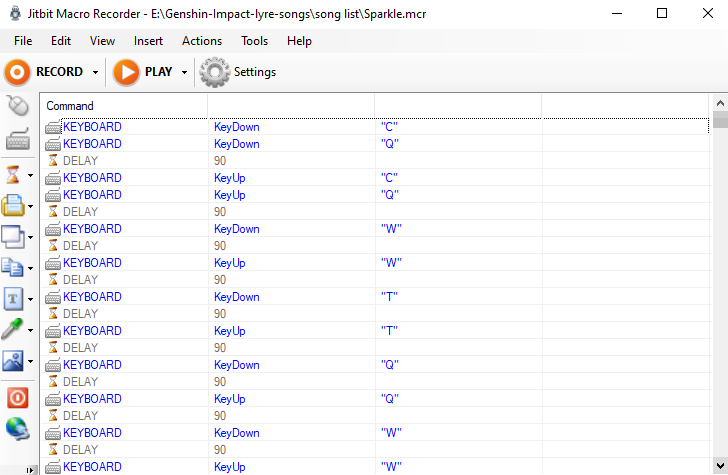 Jitbit Macro Recorder - E:\Genshin-Impact-lyre-songs\song list\Sparkle.mcr
File Edit View Insert Actions Tools Help
RECORD PLAY Settings
Command
KEYBOARD KeyDown "C"
KEYBOARD KeyDown "Q"
DELAY 90
KEYBOARD KeyUp "C"
KEYBOARD KeyUp "Q"
DELAY 90
KEYBOARD KeyDown "W"
DELAY 90
KEYBOARD KeyUp "W"
DELAY 90
KEYBOARD KeyDown "T"
DELAY 90
KEYBOARD KeyUp "T"
DELAY 90
KEYBOARD KeyDown "Q"
DELAY 90
KEYBOARD KeyUp "Q"
DELAY 90
KEYBOARD KeyDown "W"
DELAY 90
KEYBOARD KeyUp "W"